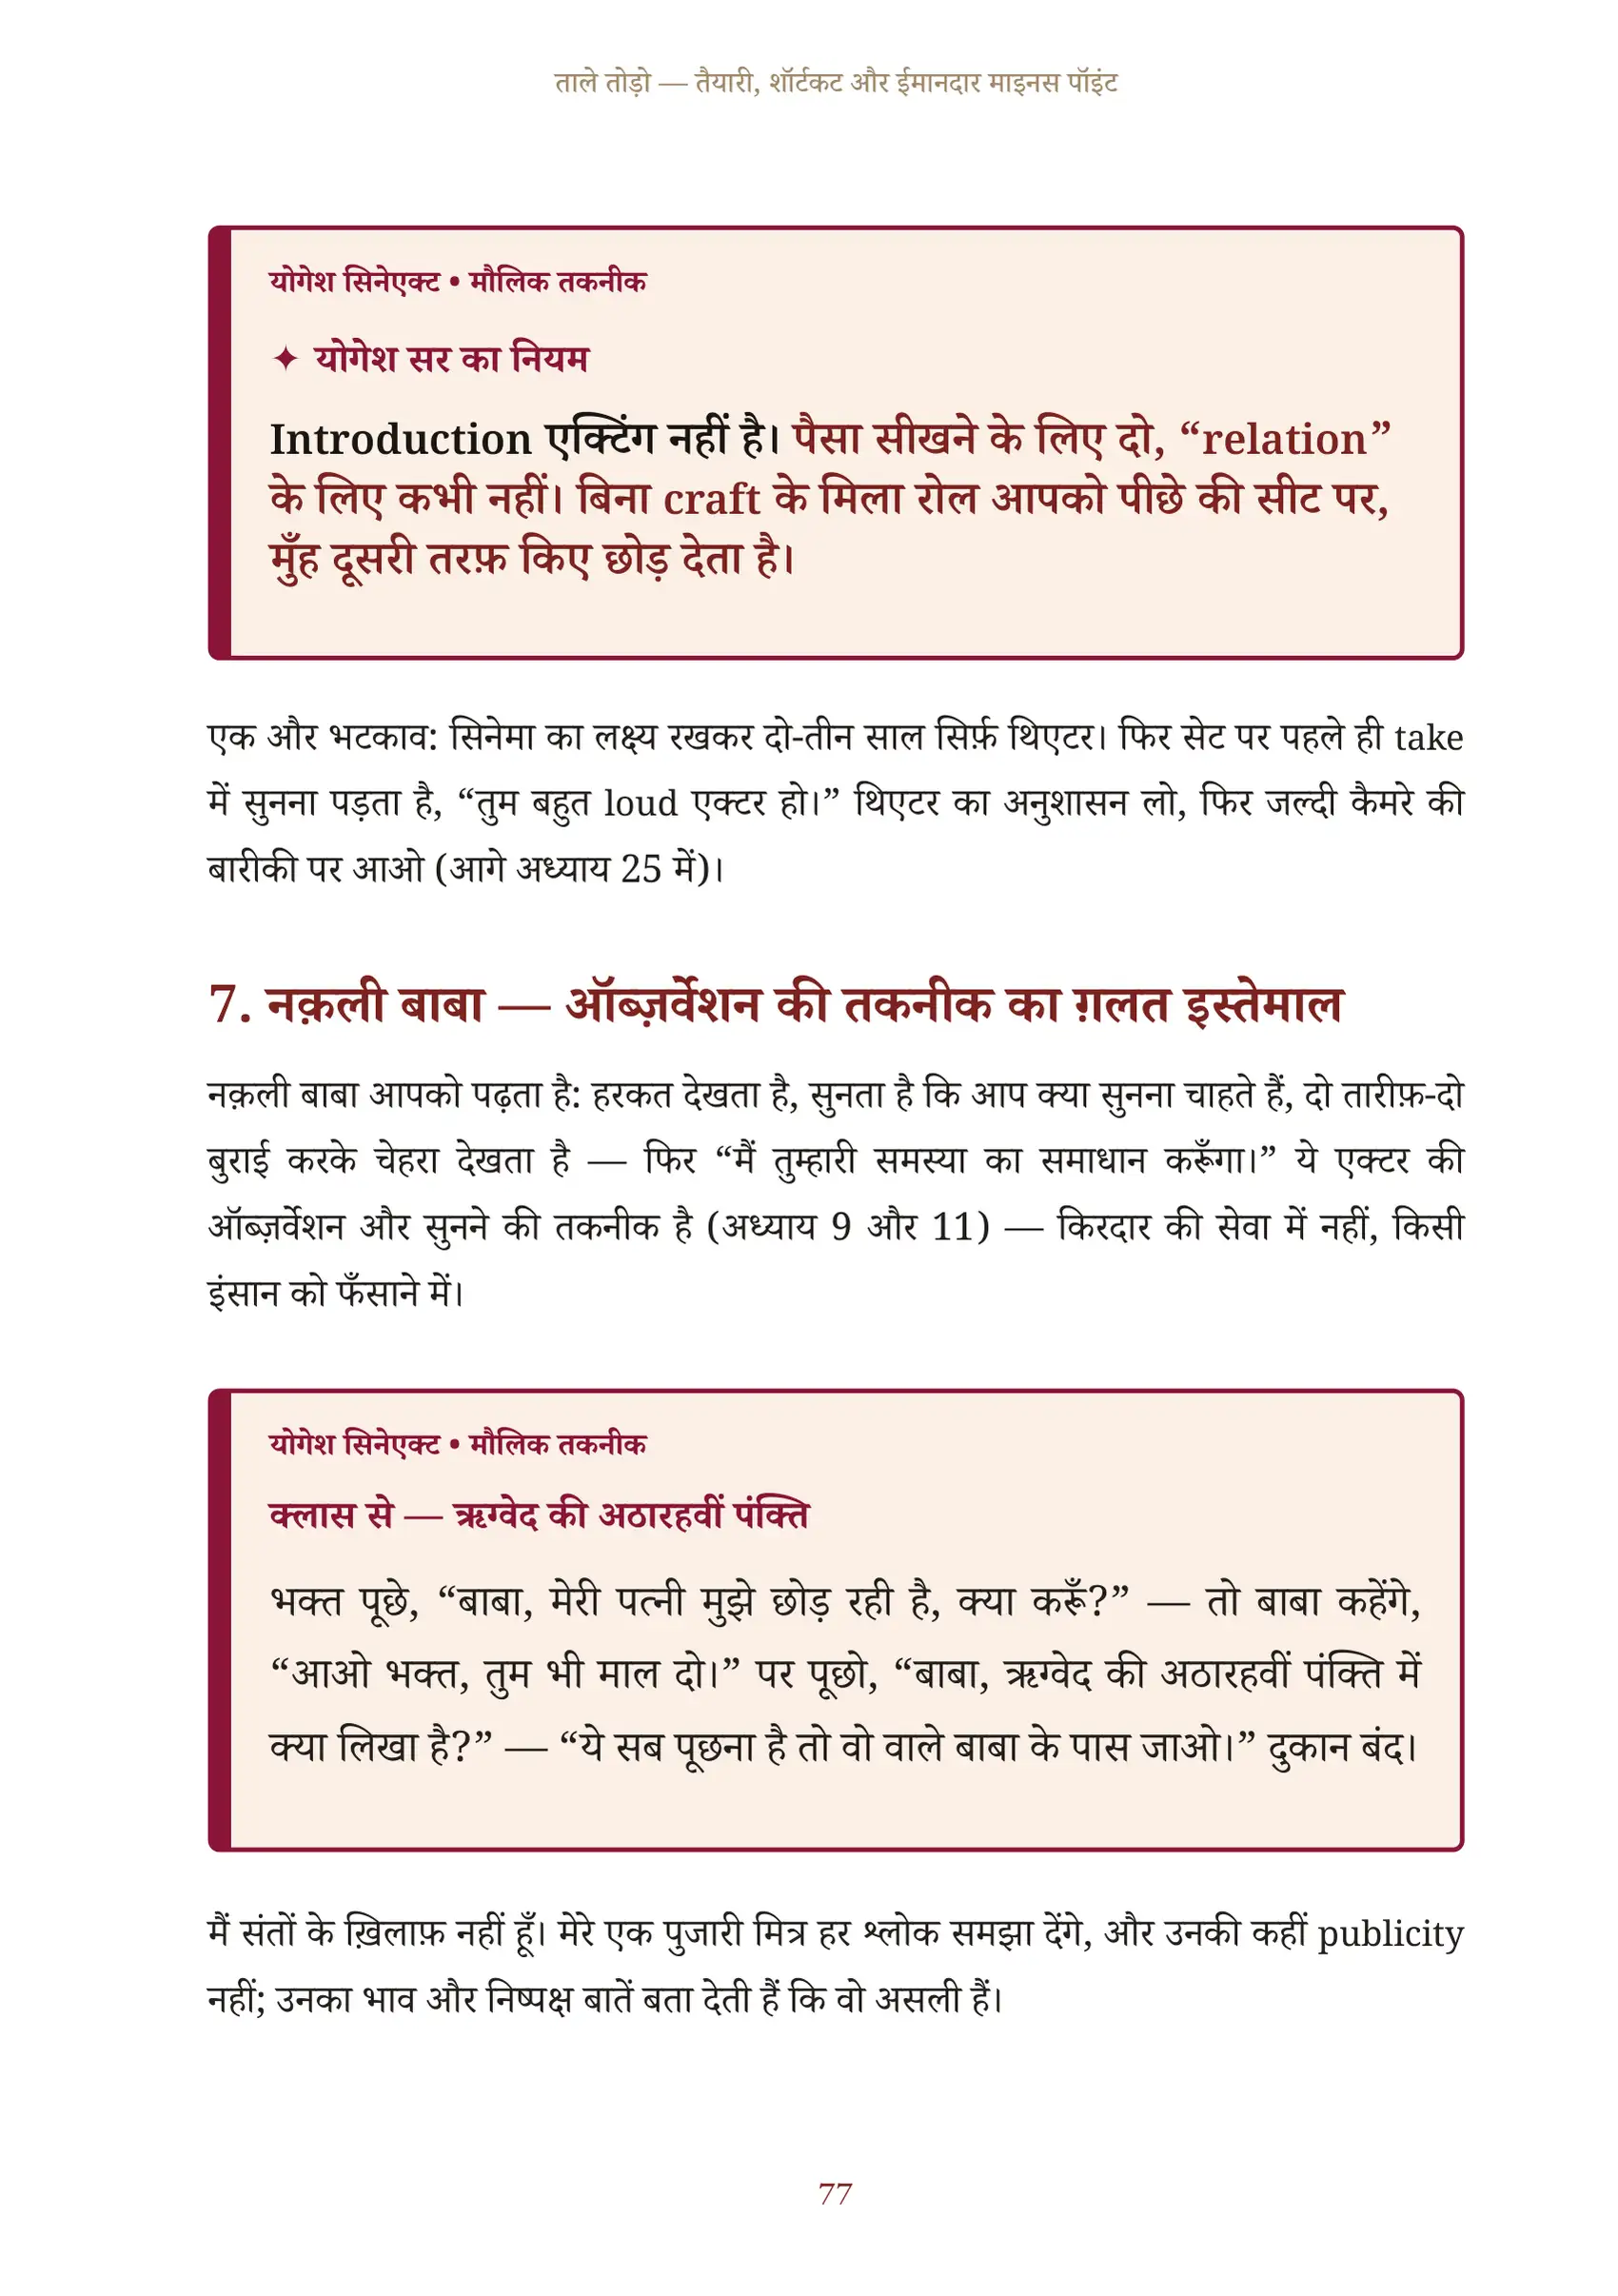 ताले तोड़ो — तैयारी, शॉर्टकट और ईमानदार माइनस पॉइंट
योगेश सिनेएक्ट • मौलिक तकनीक
✦ योगेश सर का नियम
Introduction एक्टिंग नहीं है। पैसा सीखने के लिए दो, “relation”
के लिए कभी नहीं। बिना craft के मिला रोल आपको पीछे की सीट पर,
मुँह दूसरी तरफ़ किए छोड़ देता है।
एक और भटकाव: सिनेमा का लक्ष्य रखकर दो-तीन साल सिर्फ़ थिएटर। फिर सेट पर पहले ही take
में सुनना पड़ता है, “तुम बहुत loud एक्टर हो।” थिएटर का अनुशासन लो, फिर जल्दी कैमरे की
बारीकी पर आओ (आगे अध्याय 25 में)।
7. नक़ली बाबा — ऑब्ज़र्वेशन की तकनीक का ग़लत इस्तेमाल
नक़ली बाबा आपको पढ़ता है: हरकत देखता है, सुनता है कि आप क्या सुनना चाहते हैं, दो तारीफ़-दो
बुराई करके चेहरा देखता है — फिर “मैं तुम्हारी समस्या का समाधान करूँगा।” ये एक्टर की
ऑब्ज़र्वेशन और सुनने की तकनीक है (अध्याय 9 और 11) — किरदार की सेवा में नहीं, किसी
इंसान को फँसाने में।
योगेश सिनेएक्ट • मौलिक तकनीक
क्लास से — ऋग्वेद की अठारहवीं पंक्ति
भक्त पूछे, “बाबा, मेरी पत्नी मुझे छोड़ रही है, क्या करूँ?” — तो बाबा कहेंगे,
“आओ भक्त, तुम भी माल दो।” पर पूछो, “बाबा, ऋग्वेद की अठारहवीं पंक्ति में
क्या लिखा है?” — “ये सब पूछना है तो वो वाले बाबा के पास जाओ।” दुकान बंद।
मैं संतों के ख़िलाफ़ नहीं हूँ। मेरे एक पुजारी मित्र हर श्लोक समझा देंगे, और उनकी कहीं publicity
नहीं; उनका भाव और निष्पक्ष बातें बता देती हैं कि वो असली हैं।
77